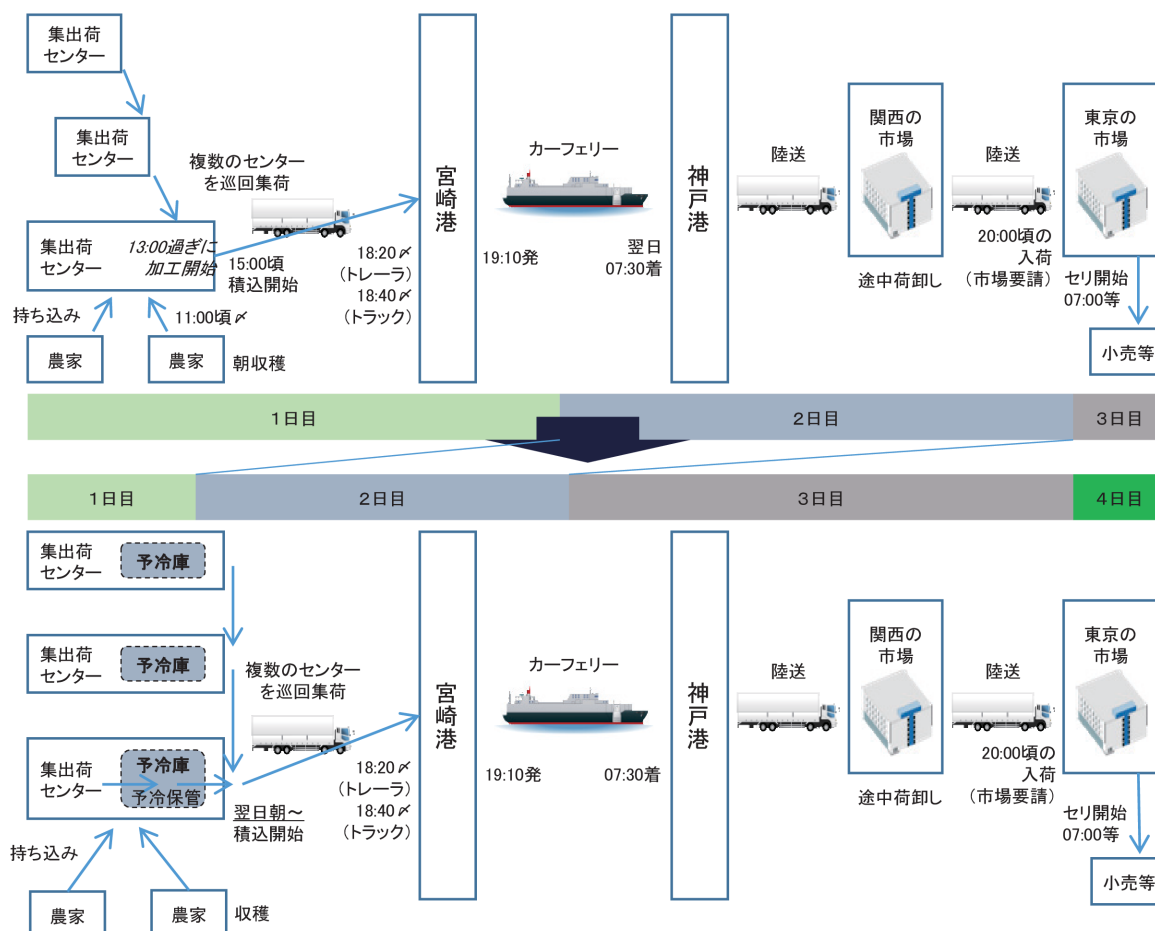 集出荷
センター
集出荷
センター
集出荷
センター
13:00過ぎに
加工開始
持ち込み
11:00頃〆
農家
農家
朝収穫
複数のセンター
を巡回集荷
15:00頃
積込開始
18:20〆
(トレーラ)
18:40〆
(トラック)
宮崎港
カーフェリー
19:10発
翌日
07:30着
神戸港
陸送
関西の
市場
途中荷卸し
陸送
20:00頃の
入荷
(市場要請)
東京の
市場
セリ開始
07:00等
小売等
1日目
2日目
3日目
1日目
2日目
3日目
4日目
集出荷
センター
予冷庫
集出荷
センター
予冷庫
集出荷
センター
予冷庫
予冷保管
持ち込み
農家
農家
収穫
複数のセンター
を巡回集荷
翌日朝~
積込開始
18:20〆
(トレーラ)
18:40〆
(トラック)
宮崎港
カーフェリー
19:10発
07:30着
神戸港
陸送
関西の
市場
途中荷卸し
陸送
20:00頃の
入荷
(市場要請)
東京の
市場
セリ開始
07:00等
小売等